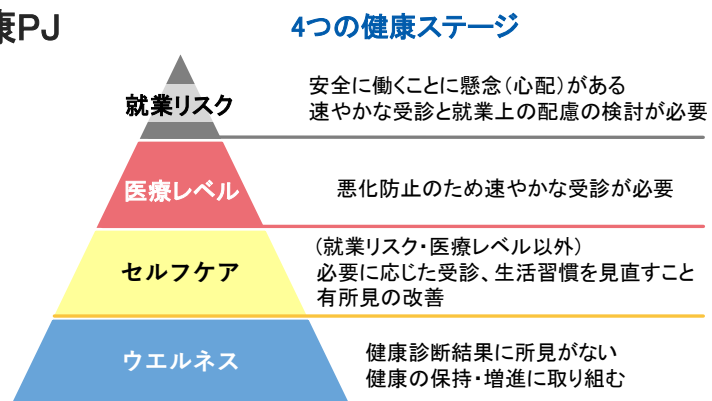 康PJ
4つの健康ステージ
就業リスク
安全に働くことに懸念(心配)がある
速やかな受診と就業上の配慮の検討が必要
医療レベル
悪化防止のため速やかな受診が必要
セルフケア
(就業リスク・医療レベル以外)
必要に応じた受診、生活習慣を見直すこと
有所見の改善
ウエルネス
健康診断結果に所見がない
健康の保持・増進に取り組む